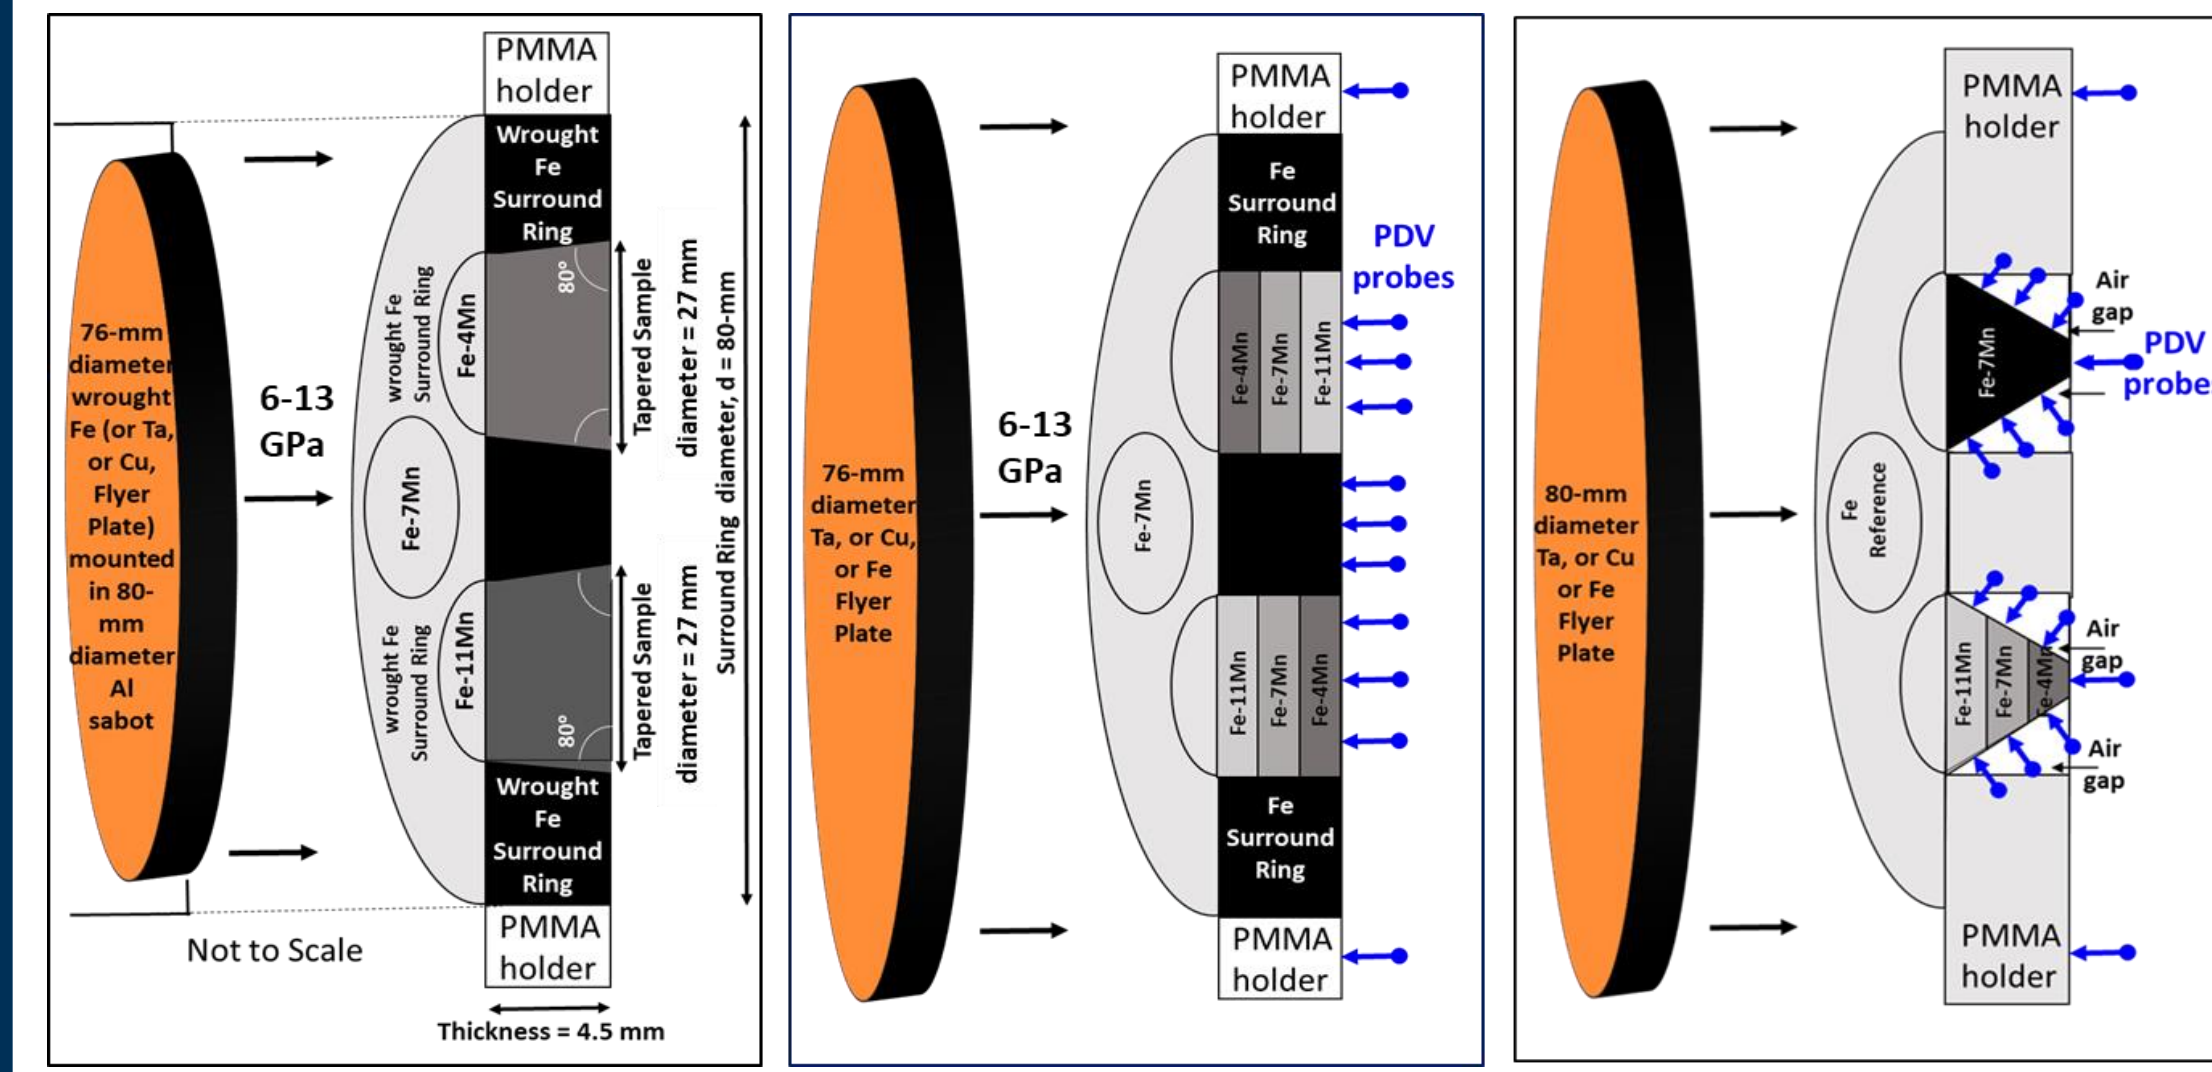 PMMA
holder
Wrought
Fe
Surround
Ring
80°
wrought Fe
Surround Ring
Fe-4Mn
Tapered Sample
diameter = 27 mm
Surround Ring  diameter, d = 80-mm
76-mm
diameter
wrought
Fe (or Ta,
or Cu,
Flyer
Plate)
mounted
in 80-
mm
diameter
Al
sabot
6-13
GPa
Fe-7Mn
wrought Fe
Surround Ring
Fe-11Mn
80°
Tapered Sample
diameter = 27 mm
Wrought
Fe
Surround
Ring
PMMA
holder
Not to Scale
Thickness = 4.5 mm
PMMA
holder
Fe
Surround
Ring
PDV
probes
Fe-4Mn
Fe-7Mn
Fe-11Mn
76-mm
diameter
Ta, or Cu,
or Fe
Flyer
Plate
6-13
GPa
Fe-7Mn
Fe-11Mn
Fe-7Mn
Fe-4Mn
Fe
Surround
Ring
PMMA
holder
PMMA
holder
Air
gap
Fe-7Mn
PDV
probe
80-mm
diameter
Ta, or Cu
or Fe
Flyer
Plate
Fe
Reference
Air
gap
Fe-11Mn
Fe-7Mn
Fe-4Mn
Air
gap
PMMA
holder